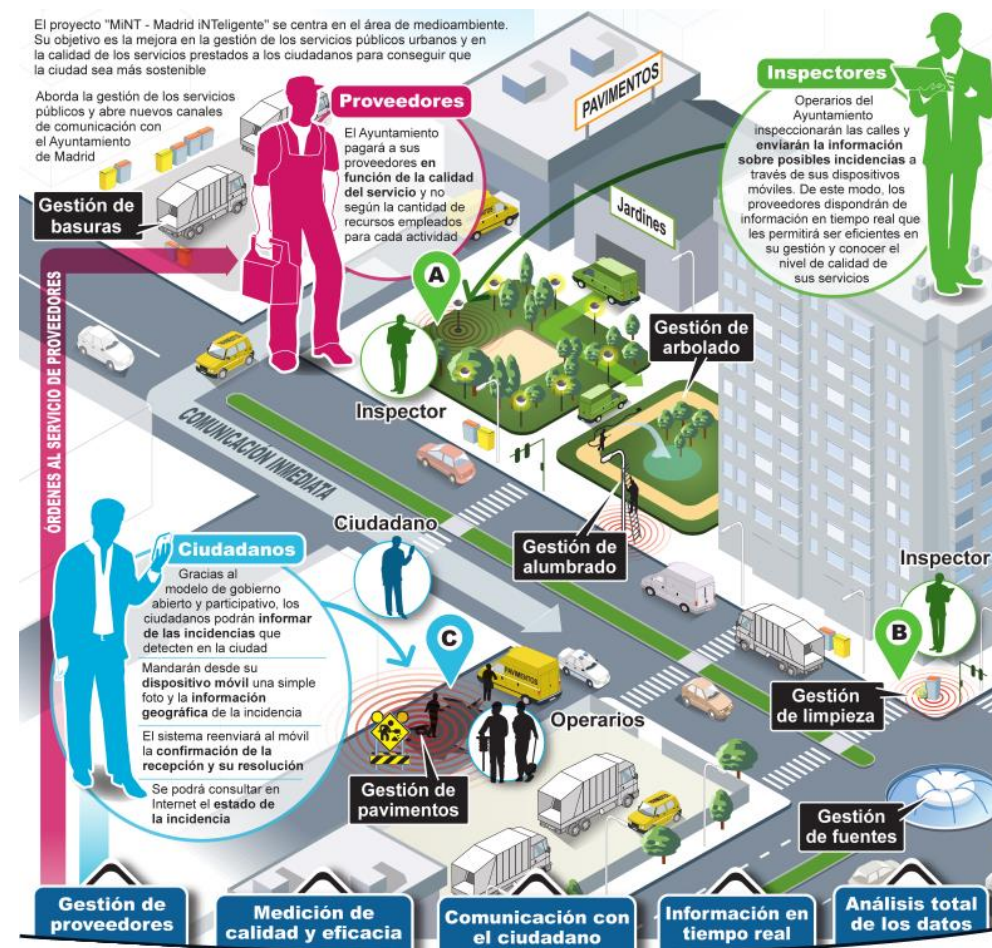 El proyecto "MiNT - Madrid iNTeligente" se centra en el área de medioambiente.
Su objetivo es la mejora en la gestión de los servicios públicos urbanos y en
la calidad de los servicios prestados a los ciudadanos para conseguir que
la ciudad sea más sostenible
Aborda la gestión de los servicios
públicos y abre nuevos canales
de comunicación con
el Ayuntamiento
de Madrid
Proveedores
El Ayuntamiento
pagará a sus
proveedores en
función de la calidad
del servicio y no
según la cantidad de
recursos empleados
para cada actividad
PAVIMENTOS
Jardines
Inspectores
Operarios del
Ayuntamiento
inspeccionarán las calles y
enviarán la información
sobre posibles incidencias a
través de sus dispositivos
móviles. De este modo, los
proveedores dispondrán de
información en tiempo real que
les permitirá ser eficientes en
su gestión y conocer el
nivel de calidad de
sus servicios
Gestión de
basuras
A
Inspector
Gestión de
arbolado
ÓRDENES AL SERVICIO DE PROVEEDORES
COMUNICACIÓN INMEDIATA
Ciudadano
Gestión de
alumbrado
Inspector
B
Gestión
de limpieza
Ciudadanos
Gracias al
modelo de gobierno
abierto y participativo, los
ciudadanos podrán informar
de las incidencias que
detecten en la ciudad
Mandarán desde su
dispositivo móvil una simple
foto y la información
geográfica de la incidencia
El sistema reenviará al móvil
la confirmación de la
recepción y su resolución
Se podrá consultar en
Internet el estado de
la incidencia
C
PAVIMENTOS
Operarios
Gestión de
pavimentos
Gestión
de fuentes
Gestión de
proveedores
Medición de
calidad y eficacia
Comunicación con
el ciudadano
Información en
tiempo real
Análisis total
de los datos